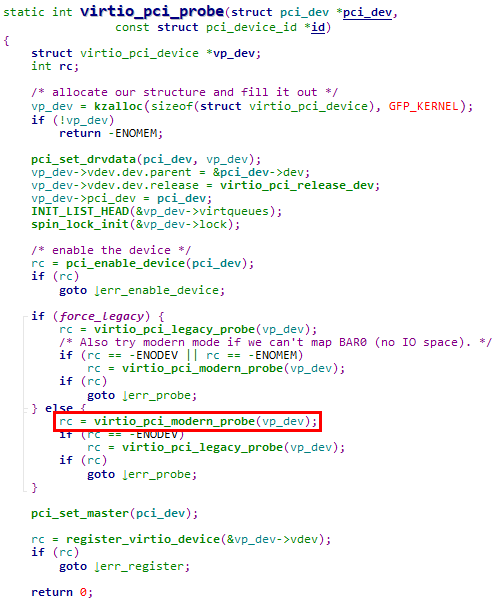 static int virtio_pci_probe(struct pci_dev *pci_dev,
                const struct pci_device_id *id)
{
    struct virtio_pci_device *vp_dev;
    int rc;

    /* allocate our structure and fill it out */
    vp_dev = kzalloc(sizeof(struct virtio_pci_device), GFP_KERNEL);
    if (!vp_dev)
        return -ENOMEM;

    pci_set_drvdata(pci_dev, vp_dev);
    vp_dev->vdev.dev.parent = &pci_dev->dev;
    vp_dev->vdev.dev.release = virtio_pci_release_dev;
    vp_dev->pci_dev = pci_dev;
    INIT_LIST_HEAD(&vp_dev->virtqueues);
    spin_lock_init(&vp_dev->lock);

    /* enable the device */
    rc = pci_enable_device(pci_dev);
    if (rc)
        goto ↓err_enable_device;

    if (force_legacy) {
        rc = virtio_pci_legacy_probe(vp_dev);
        /* Also try modern mode if we can't map BAR0 (no IO space). */
        if (rc == -ENODEV || rc == -ENOMEM)
            rc = virtio_pci_modern_probe(vp_dev);
        if (rc)
            goto ↓err_probe;
    } else {
        rc = virtio_pci_modern_probe(vp_dev);
        if (rc == -ENODEV)
            rc = virtio_pci_legacy_probe(vp_dev);
        if (rc)
            goto ↓err_probe;
    }

    pci_set_master(pci_dev);

    rc = register_virtio_device(&vp_dev->vdev);
    if (rc)
        goto ↓err_register;

    return 0;